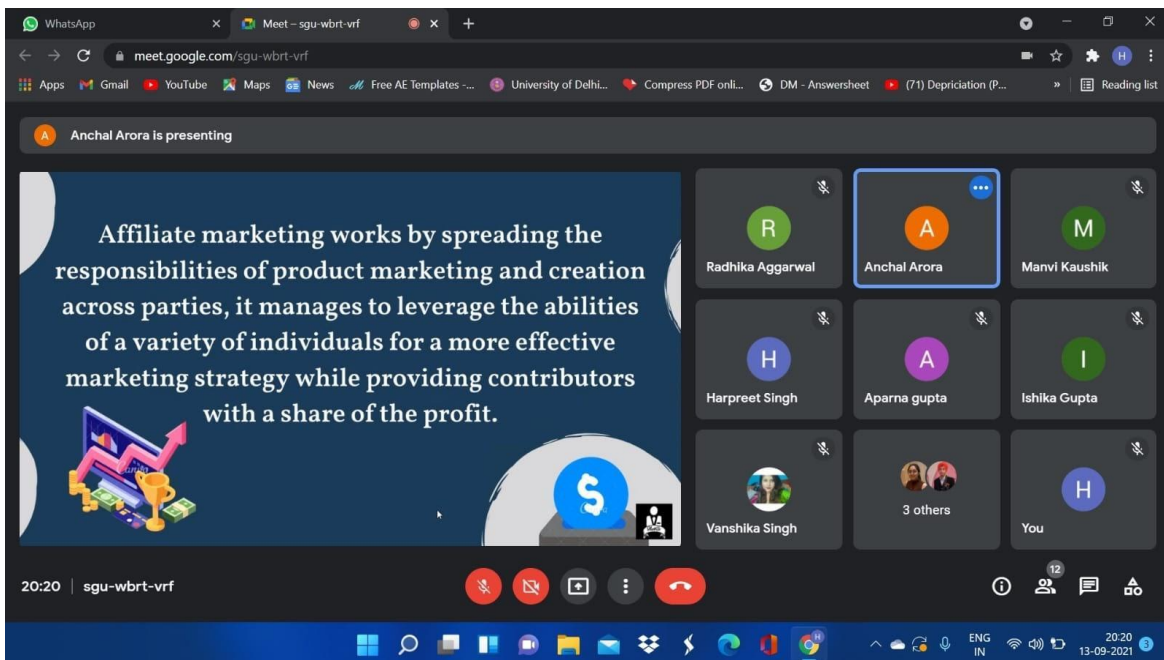 WhatsApp
Meet – sgu-wbrt-vrf
meet.google.com/sgu-wbrt-vrf
H
Apps
Gmail
YouTube
Maps
News
Free AE Templates -...
University of Delhi...
Compress PDF onli...
DM - Answersheet
(71) Depriciation (P...
»
Reading list
A
Anchal Arora is presenting
Affiliate marketing works by spreading the
responsibilities of product marketing and creation
across parties, it manages to leverage the abilities
of a variety of individuals for a more effective
marketing strategy while providing contributors
with a share of the profit.
$
R
Radhika Aggarwal
A
Anchal Arora
M
Manvi Kaushik
H
Harpreet Singh
A
Aparna gupta
I
Ishika Gupta
Vanshika Singh
3 others
H
You
20:20 | sgu-wbrt-vrf
12
ENG
IN
20:20
13-09-2021
3